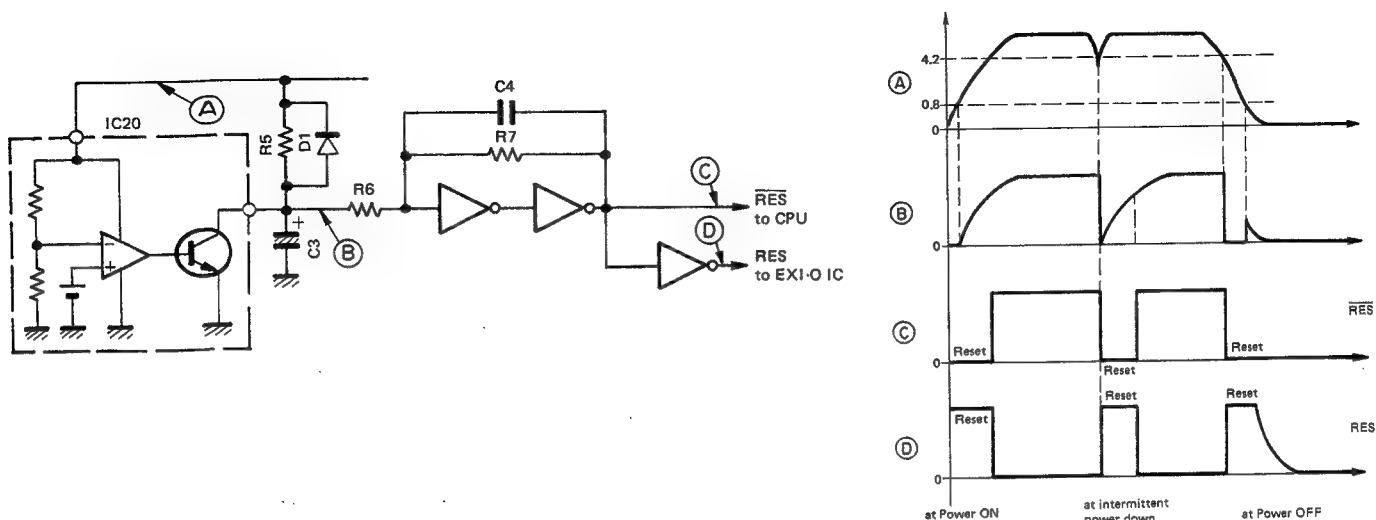 A
IC20
R5
D1
C3
+
B
R6
C4
R7
C
RES
to CPU
D
RES
to EXI·O IC
−
+
A
4.2
0.8
0
B
0
C
0
Reset
Reset
Reset
RES
D
0
Reset
Reset
Reset
RES
at Power ON
at intermittent
power down
at Power OFF